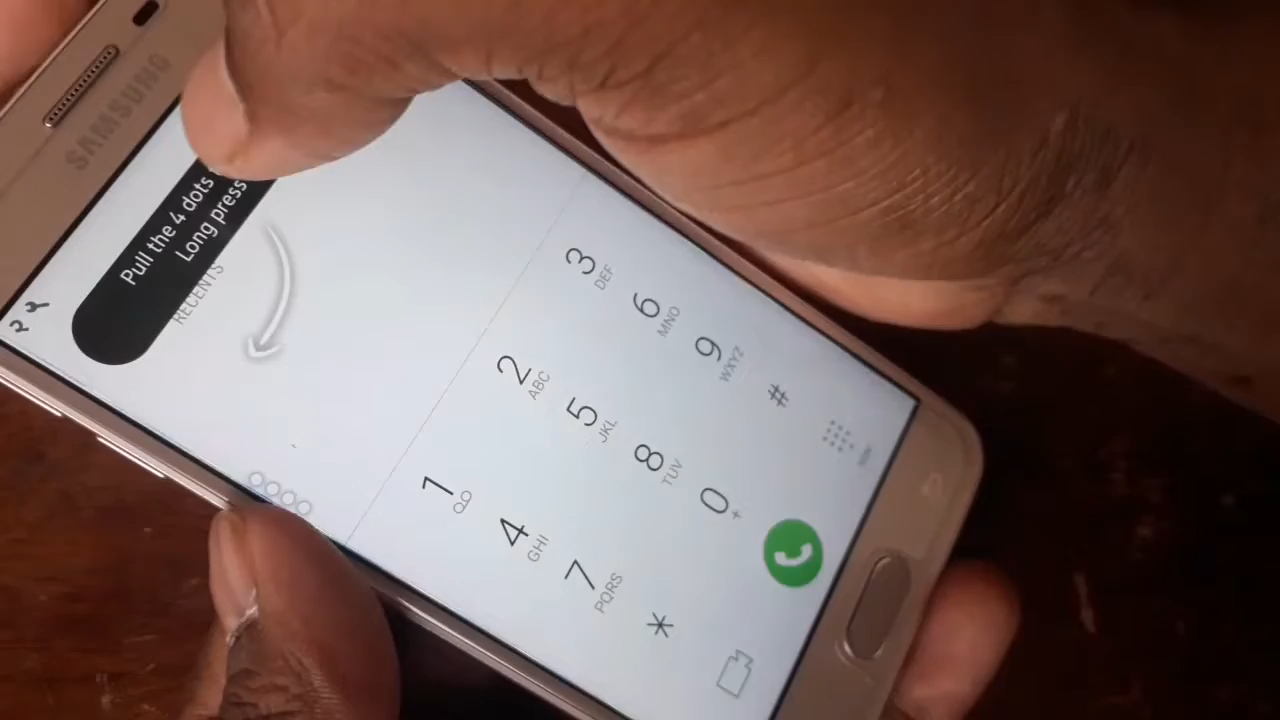 SAMSUNG
Pull the 4 dots
Long press
RECENTS
1
2 ABC
3 DEF
4 GHI
5 JKL
6 MNO
7 PQRS
8 TUV
9 WXYZ
*
0 +
#